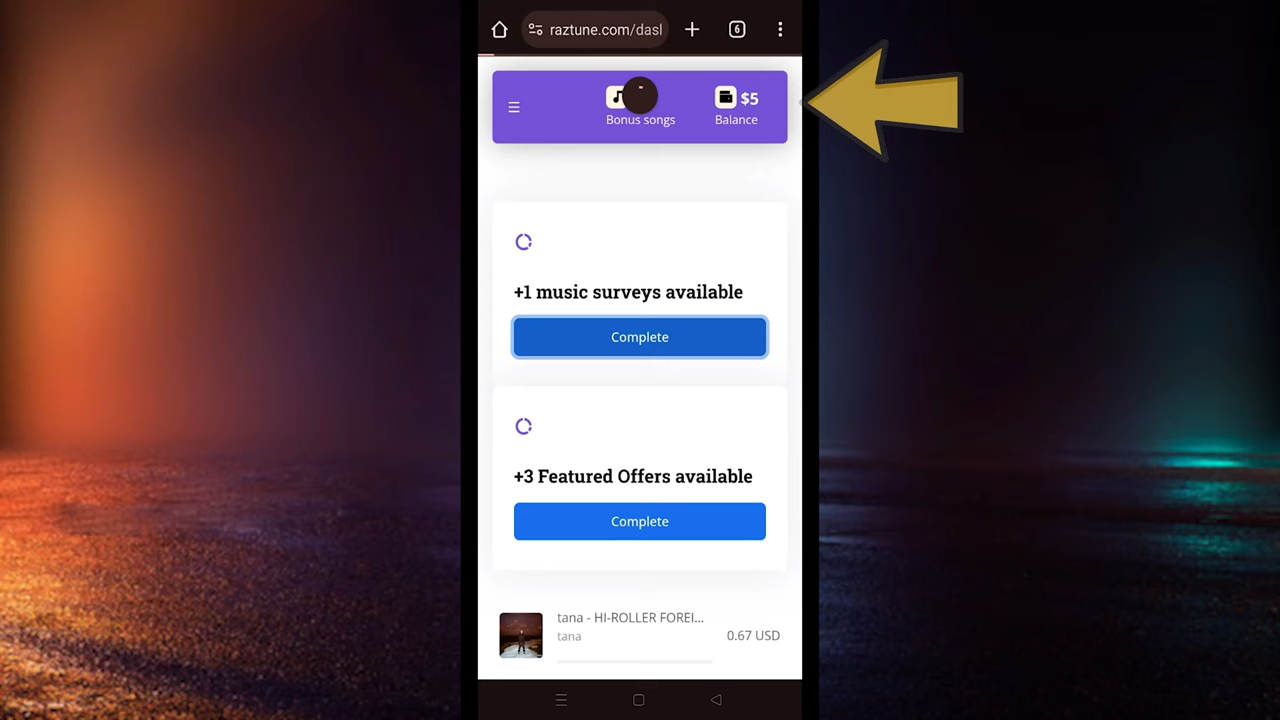 raztune.com/dasl
6
$5
Bonus songs
Balance
+1 music surveys available
Complete
+3 Featured Offers available
Complete
tana - HI-ROLLER FOREI...
tana
0.67 USD